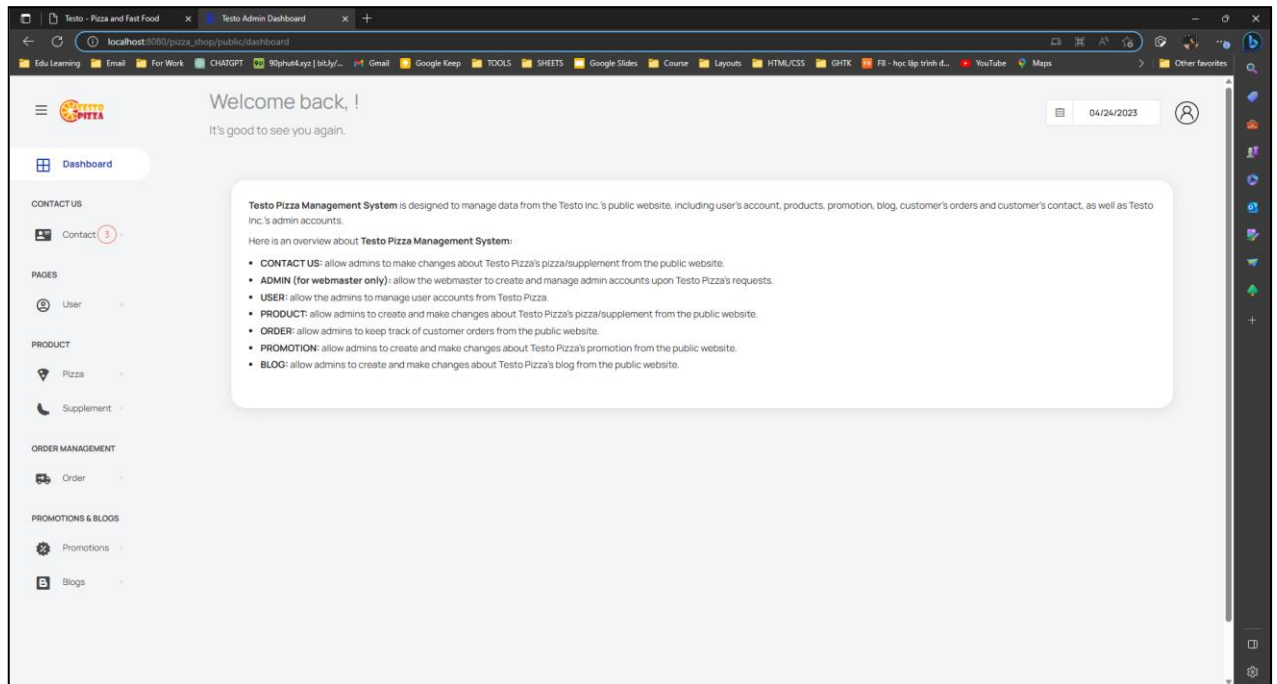 Testo - Pizza and Fast Food
Testo Admin Dashboard
localhost:8080/pizza_shop/public/dashboard
Edu Learning Email For Work CHATGPT 90phut4.xyz | bit.ly/... Gmail Google Keep TOOLS SHEETS Google Slides Course Layouts HTML/CSS GHTK F8 - học lập trình đ... YouTube Maps Other favorites
TESTO
PIZZA
Welcome back, !
It's good to see you again.
04/24/2023
Dashboard
CONTACT US
Contact 3
PAGES
User
PRODUCT
Pizza
Supplement
ORDER MANAGEMENT
Order
PROMOTIONS & BLOGS
Promotions
Blogs
Testo Pizza Management System is designed to manage data from the Testo Inc.'s public website, including user's account, products, promotion, blog, customer's orders and customer's contact, as well as Testo
Inc.'s admin accounts.
Here is an overview about Testo Pizza Management System:
• CONTACT US: allow admins to make changes about Testo Pizza's pizza/supplement from the public website.
• ADMIN (for webmaster only): allow the webmaster to create and manage admin accounts upon Testo Pizza's requests.
• USER: allow the admins to manage user accounts from Testo Pizza.
• PRODUCT: allow admins to create and make changes about Testo Pizza's pizza/supplement from the public website.
• ORDER: allow admins to keep track of customer orders from the public website.
• PROMOTION: allow admins to create and make changes about Testo Pizza's promotion from the public website.
• BLOG: allow admins to create and make changes about Testo Pizza's blog from the public website.